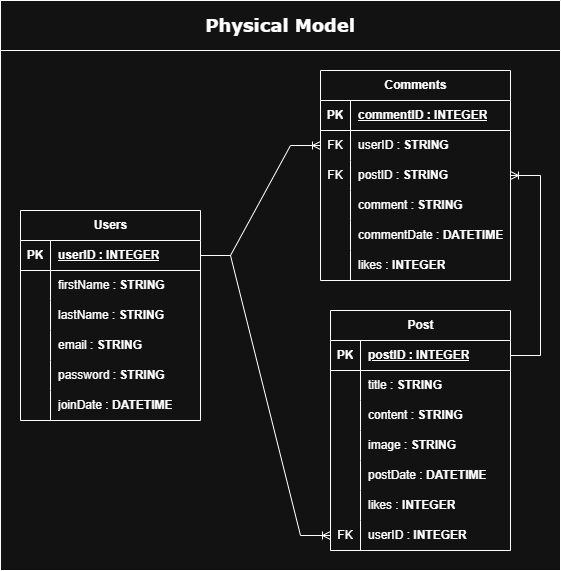 Physical Model
Comments
PK commentID : INTEGER
FK userID : STRING
FK postID : STRING
comment : STRING
commentDate : DATETIME
likes : INTEGER
Users
PK userID : INTEGER
firstName : STRING
lastName : STRING
email : STRING
password : STRING
joinDate : DATETIME
Post
PK postID : INTEGER
title : STRING
content : STRING
image : STRING
postDate : DATETIME
likes : INTEGER
FK userID : INTEGER